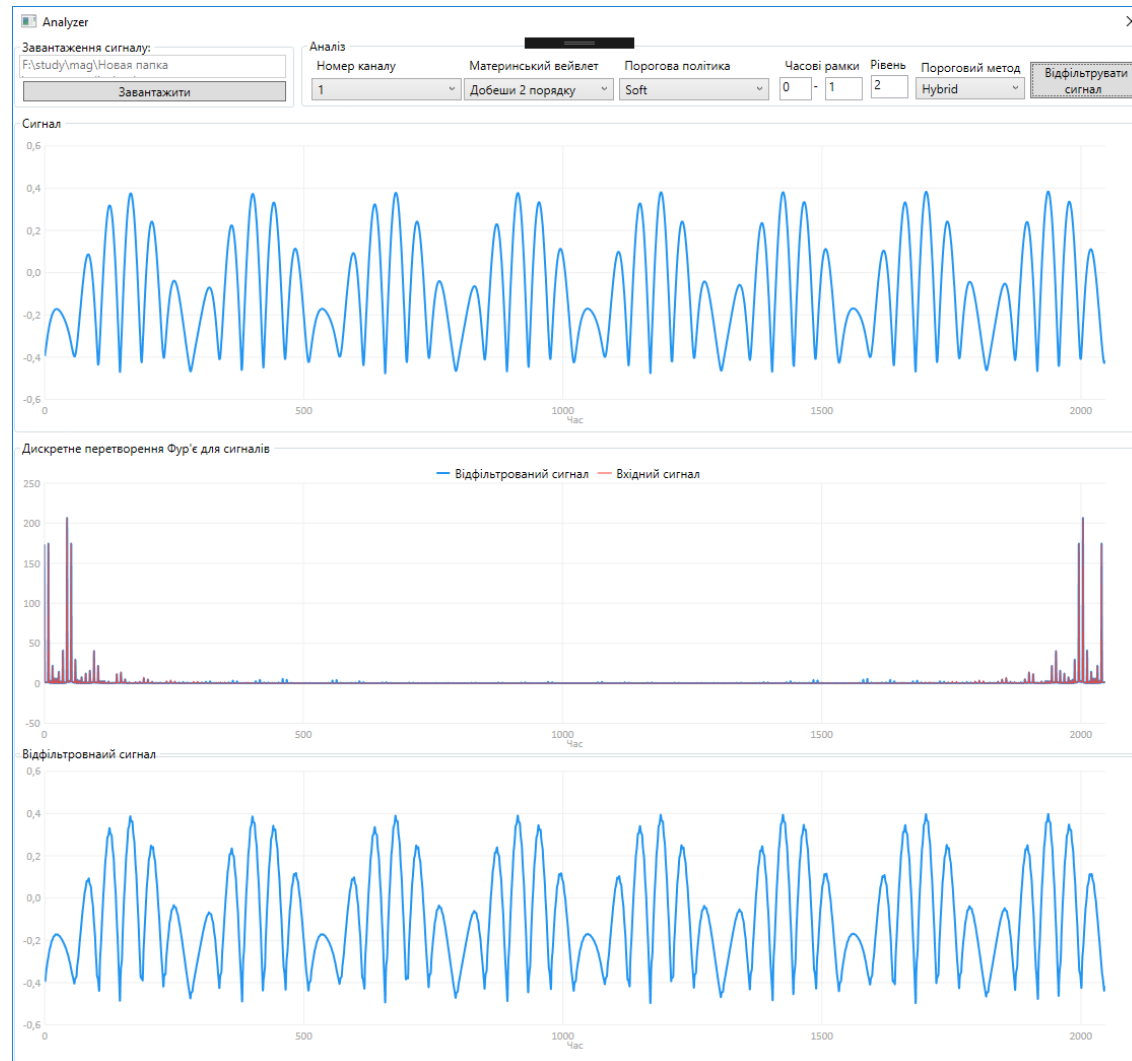 Analyzer
Завантаження сигналу:
F:\study\mag\Новая папка
Завантажити
Аналіз
Номер каналу
Материнський вейвлет
Порогова політика
Часові рамки
Рівень
Пороговий метод
1
Добеши 2 порядку
Soft
0 - 1
2
Hybrid
Відфільтрувати
сигнал
Сигнал
0,6
0,4
0,2
0,0
-0,2
-0,4
-0,6
0 500 1000 1500 2000
Час
Дискретне перетворення Фур'є для сигналів
Відфільтрований сигнал Вхідний сигнал
250
200
150
100
50
0
-50
0 500 1000 1500 2000
Час
Відфільтровнаий сигнал
0,6
0,4
0,2
0,0
-0,2
-0,4
-0,6
0 500 1000 1500 2000
Час